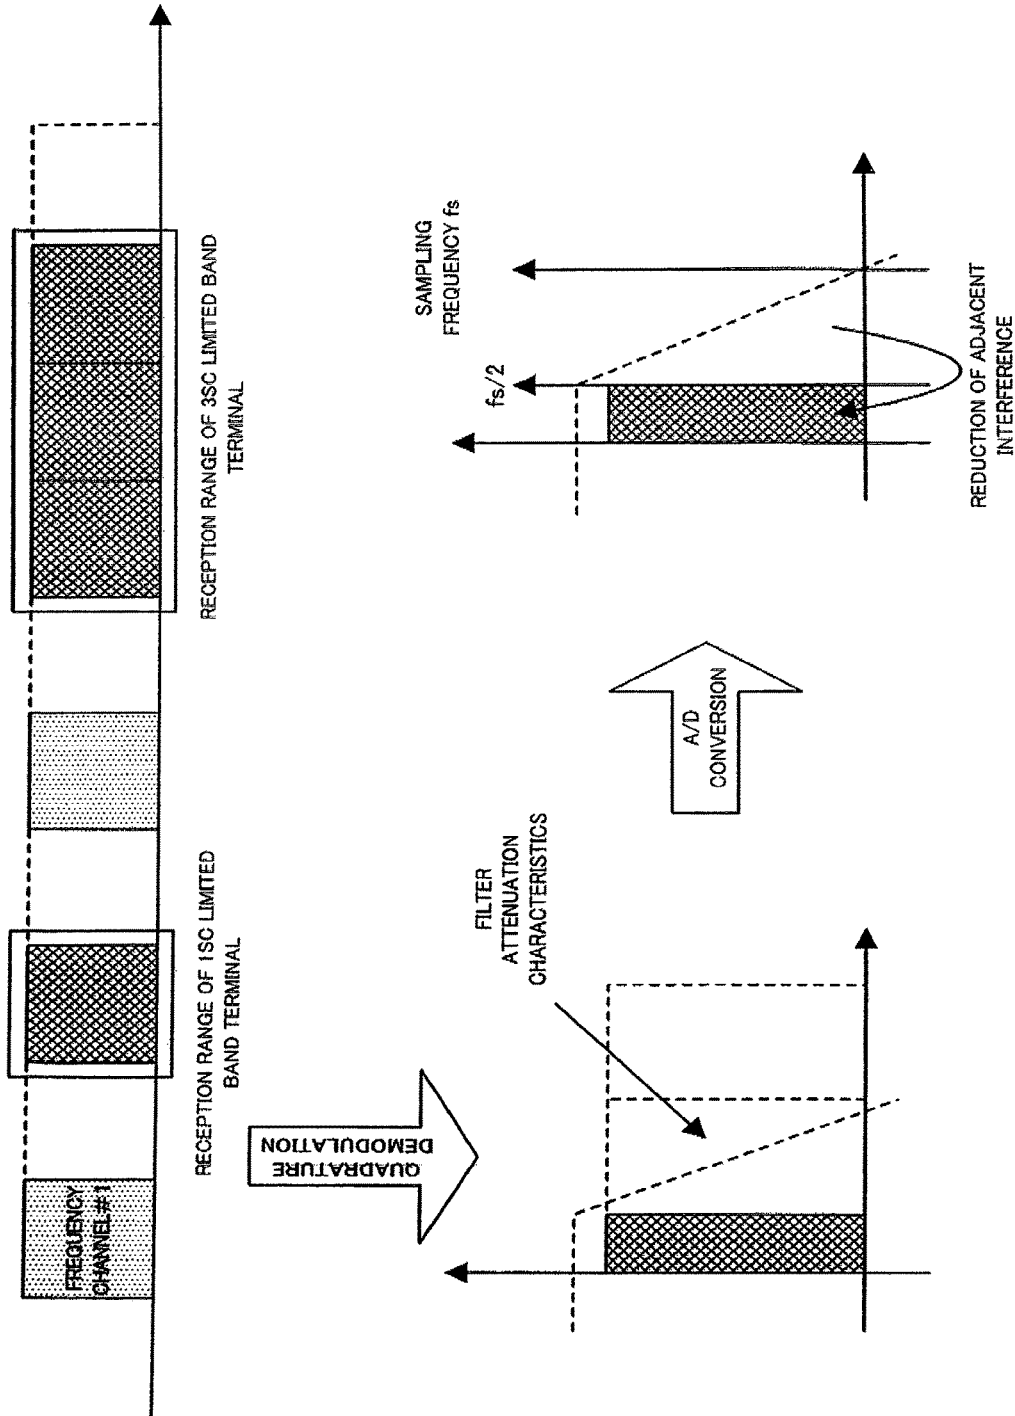 FREQUENCY
CHANNEL#1
RECEPTION RANGE OF 1SC LIMITED
BAND TERMINAL
RECEPTION RANGE OF 3SC LIMITED BAND
TERMINAL
QUADRATURE
DEMODULATION
FILTER
ATTENUATION
CHARACTERISTICS
A/D
CONVERSION
fs/2
SAMPLING
FREQUENCY fs
REDUCTION OF ADJACENT
INTERFERENCE